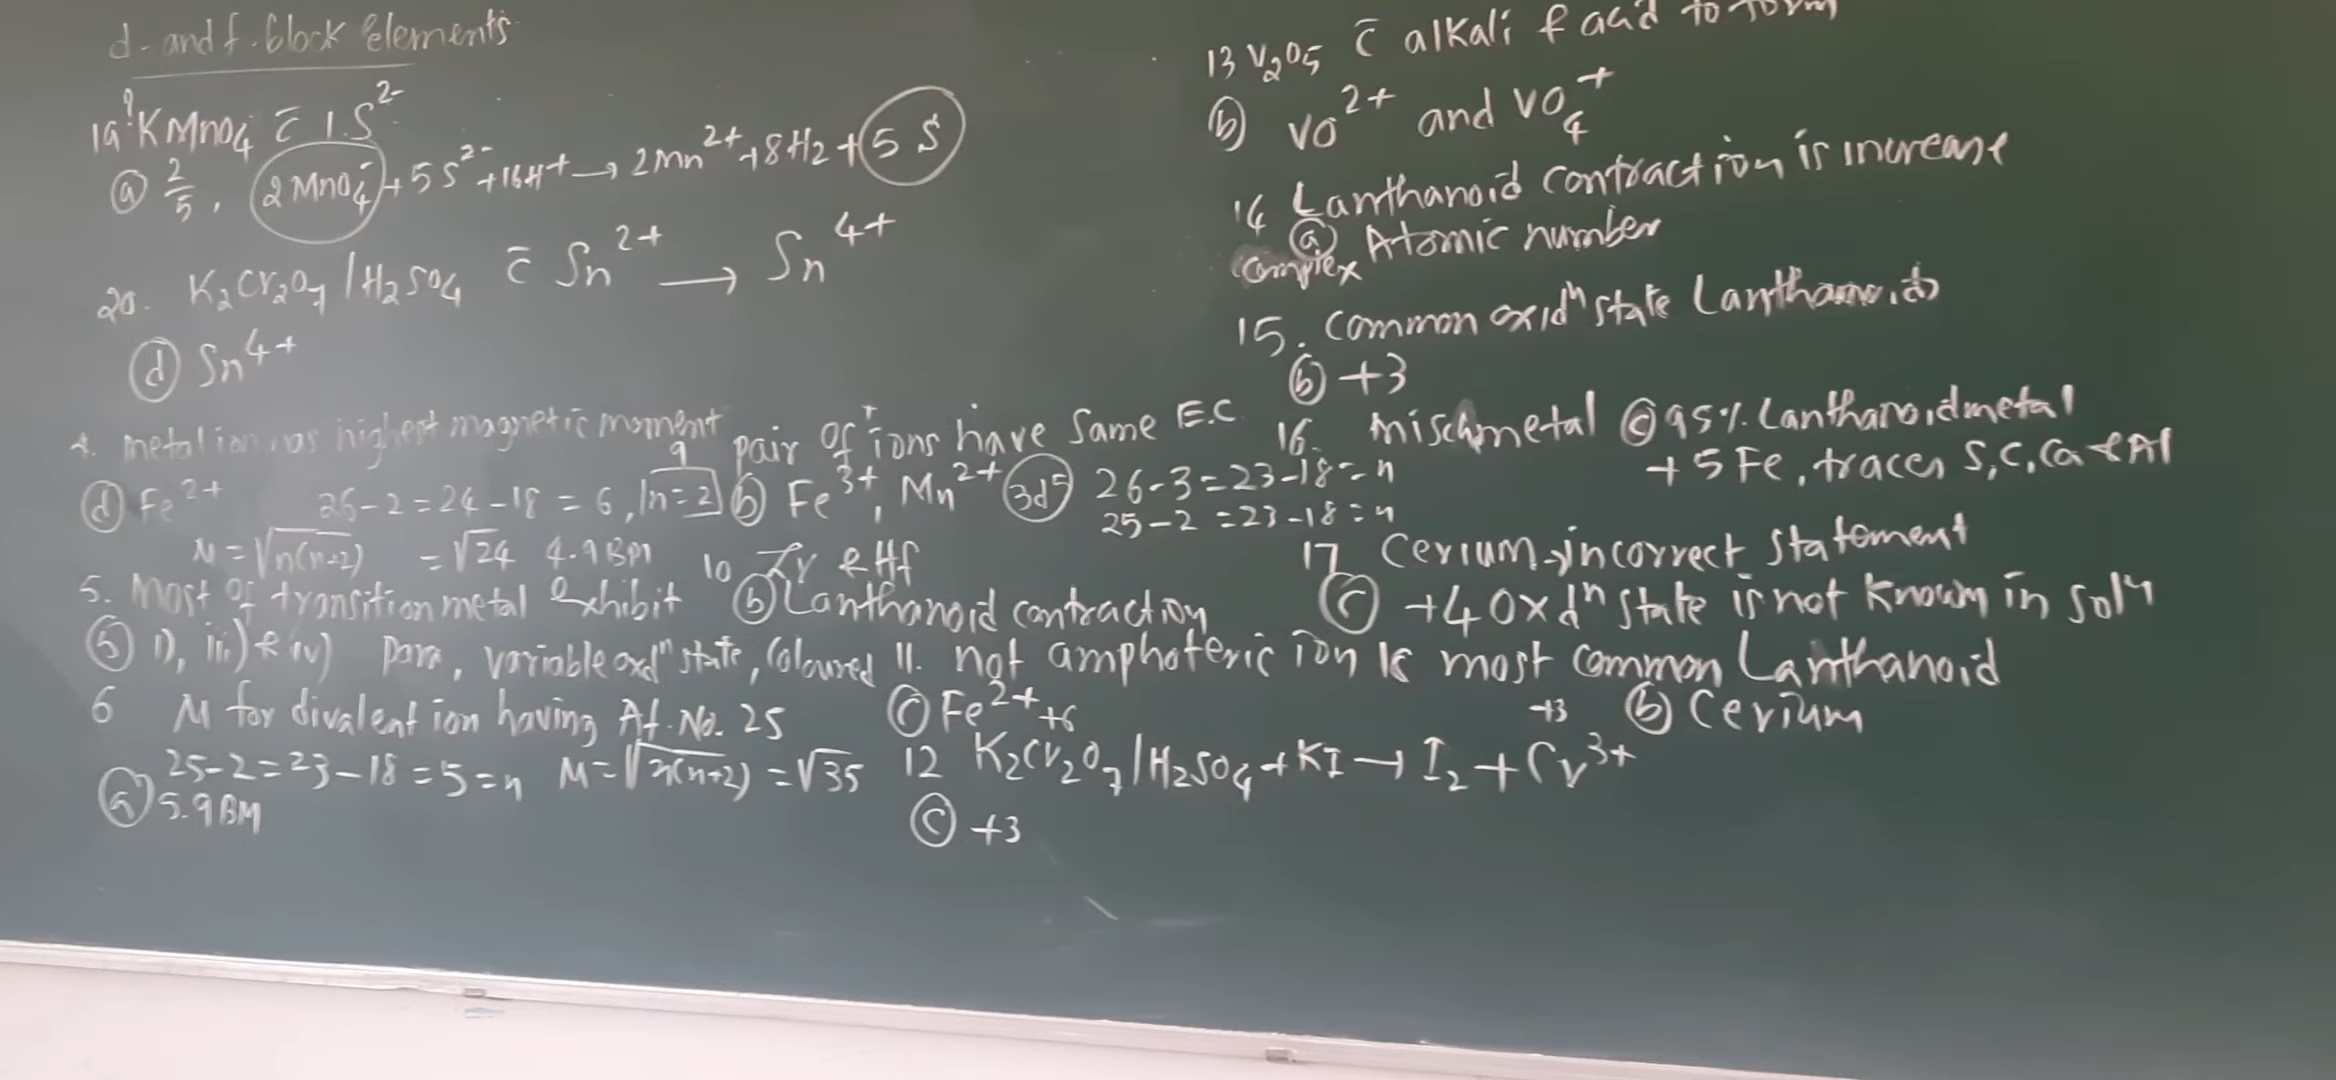 d- and f-block elements
19 KMnO4 c̄ 1 S²⁻
ⓐ 2/5, 2MnO4⁻ + 5S²⁻ + 16H⁺ → 2Mn²⁺ + 8H2 + 5S
20. K2Cr2O7 / H2SO4 c̄ Sn²⁺ → Sn⁴⁺
ⓓ Sn⁴⁺
4. metal ion has highest magnetic moment
ⓓ Fe²⁺ 26-2=24-18=6, n=2
M=√n(n+2) =√24 4.9BM
5. Most of transition metal exhibit
ⓑ i), iii) & iv) para, variable oxdⁿ state, coloured
6 M for divalent ion having At. No. 25
25-2=23-18=5=n M=√n(n+2) =√35
ⓐ 5.9BM
9 pair of ions have same E.C.
ⓑ Fe³⁺, Mn²⁺ 3d⁵ 26-3=23-18=n
25-2=23-18=n
10 Zr & Hf
ⓑ Lanthanoid contraction
11. not amphoteric ion
ⓒ Fe²⁺
+6 +3
12 K2Cr2O7/H2SO4+KI→I2+Cr³⁺
ⓒ +3
13 V2O5 c̄ alkali & acid to form
ⓑ VO²⁺ and VO4⁺
14 Lanthanoid contraction is increase
ⓐ Atomic number
complex
15. common oxidⁿ state Lanthanoids
ⓑ +3
16. mischmetal ⓒ 95% Lanthanoid metal
+5 Fe, traces S, C, Ca & Al
17 Cerium → incorrect statement
ⓒ +4 Oxdⁿ state is not known in solⁿ
18 most common Lanthanoid
ⓑ Cerium